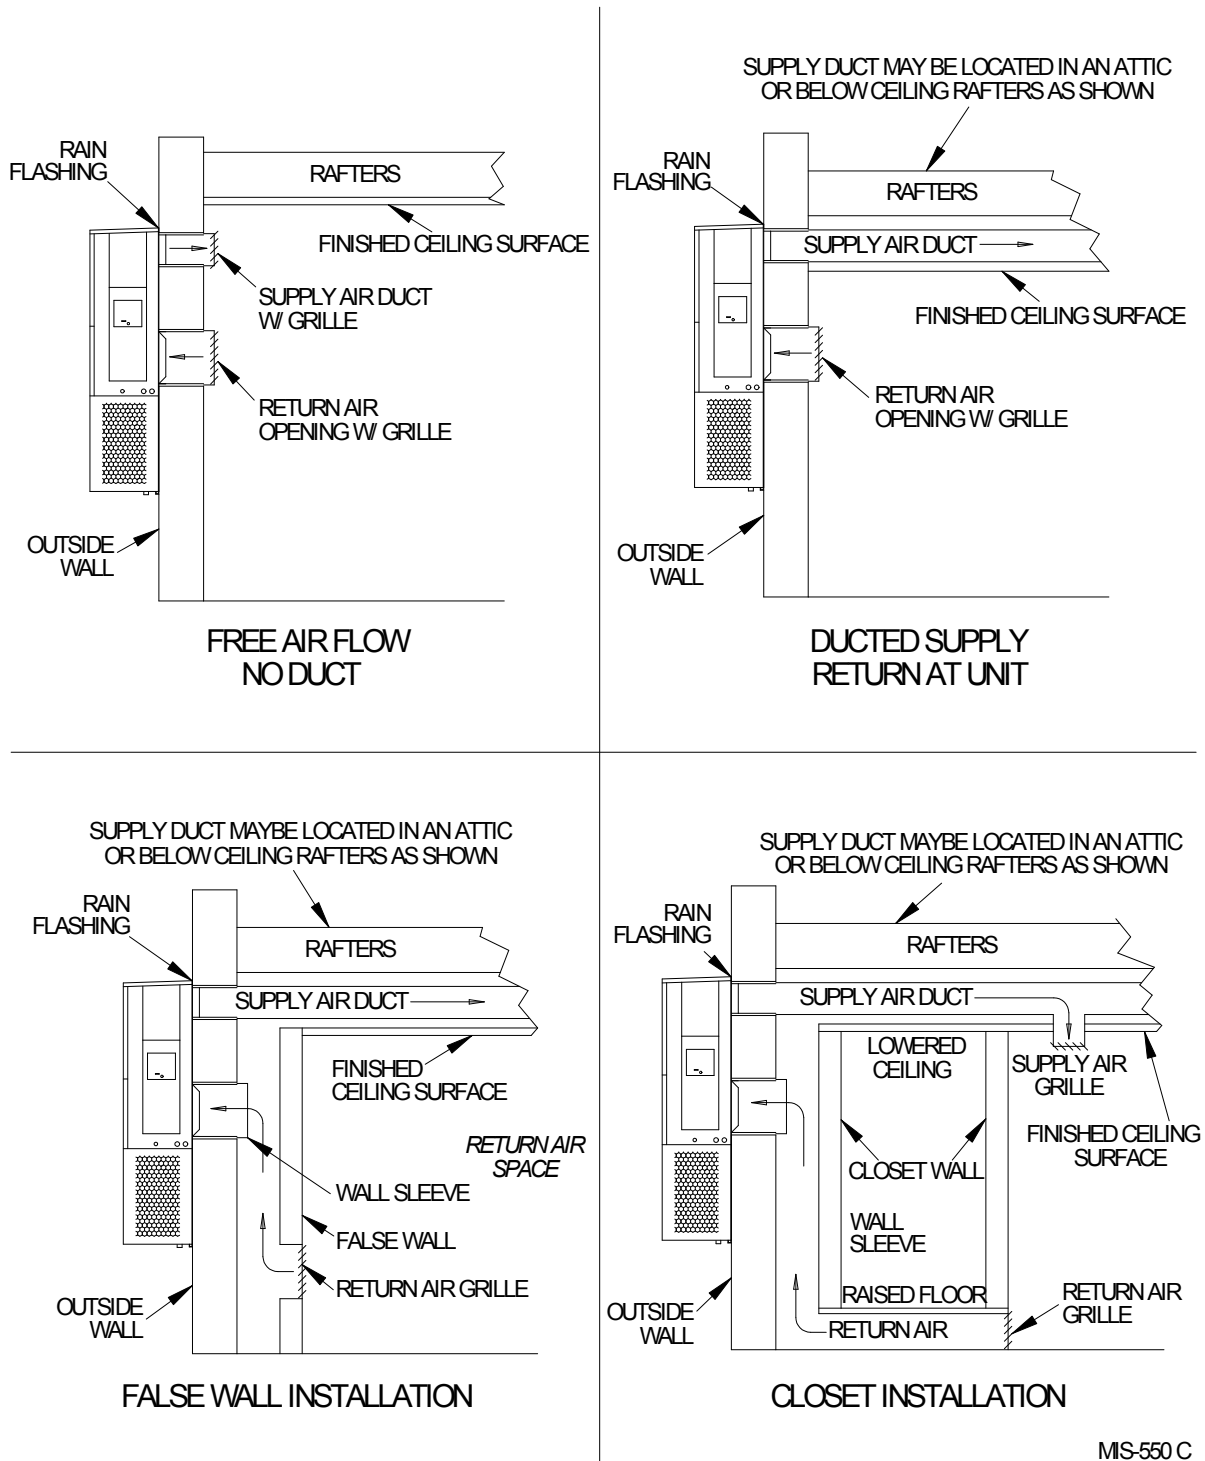 RAIN
FLASHING
RAFTERS
FINISHED CEILING SURFACE
SUPPLY AIR DUCT
W/ GRILLE
RETURN AIR
OPENING W/ GRILLE
OUTSIDE
WALL
FREE AIR FLOW
NO DUCT
SUPPLY DUCT MAY BE LOCATED IN AN ATTIC
OR BELOW CEILING RAFTERS AS SHOWN
RAIN
FLASHING
RAFTERS
SUPPLY AIR DUCT
FINISHED CEILING SURFACE
RETURN AIR
OPENING W/ GRILLE
OUTSIDE
WALL
DUCTED SUPPLY
RETURN AT UNIT
SUPPLY DUCT MAYBE LOCATED IN AN ATTIC
OR BELOW CEILING RAFTERS AS SHOWN
RAIN
FLASHING
RAFTERS
SUPPLY AIR DUCT
FINISHED
CEILING SURFACE
RETURN AIR
SPACE
WALL SLEEVE
FALSE WALL
RETURN AIR GRILLE
OUTSIDE
WALL
FALSE WALL INSTALLATION
SUPPLY DUCT MAYBE LOCATED IN AN ATTIC
OR BELOW CEILING RAFTERS AS SHOWN
RAIN
FLASHING
RAFTERS
SUPPLY AIR DUCT
LOWERED
CEILING
SUPPLY AIR
GRILLE
FINISHED CEILING
SURFACE
CLOSET WALL
WALL
SLEEVE
RAISED FLOOR
RETURN AIR
GRILLE
RETURN AIR
OUTSIDE
WALL
CLOSET INSTALLATION
MIS-550 C